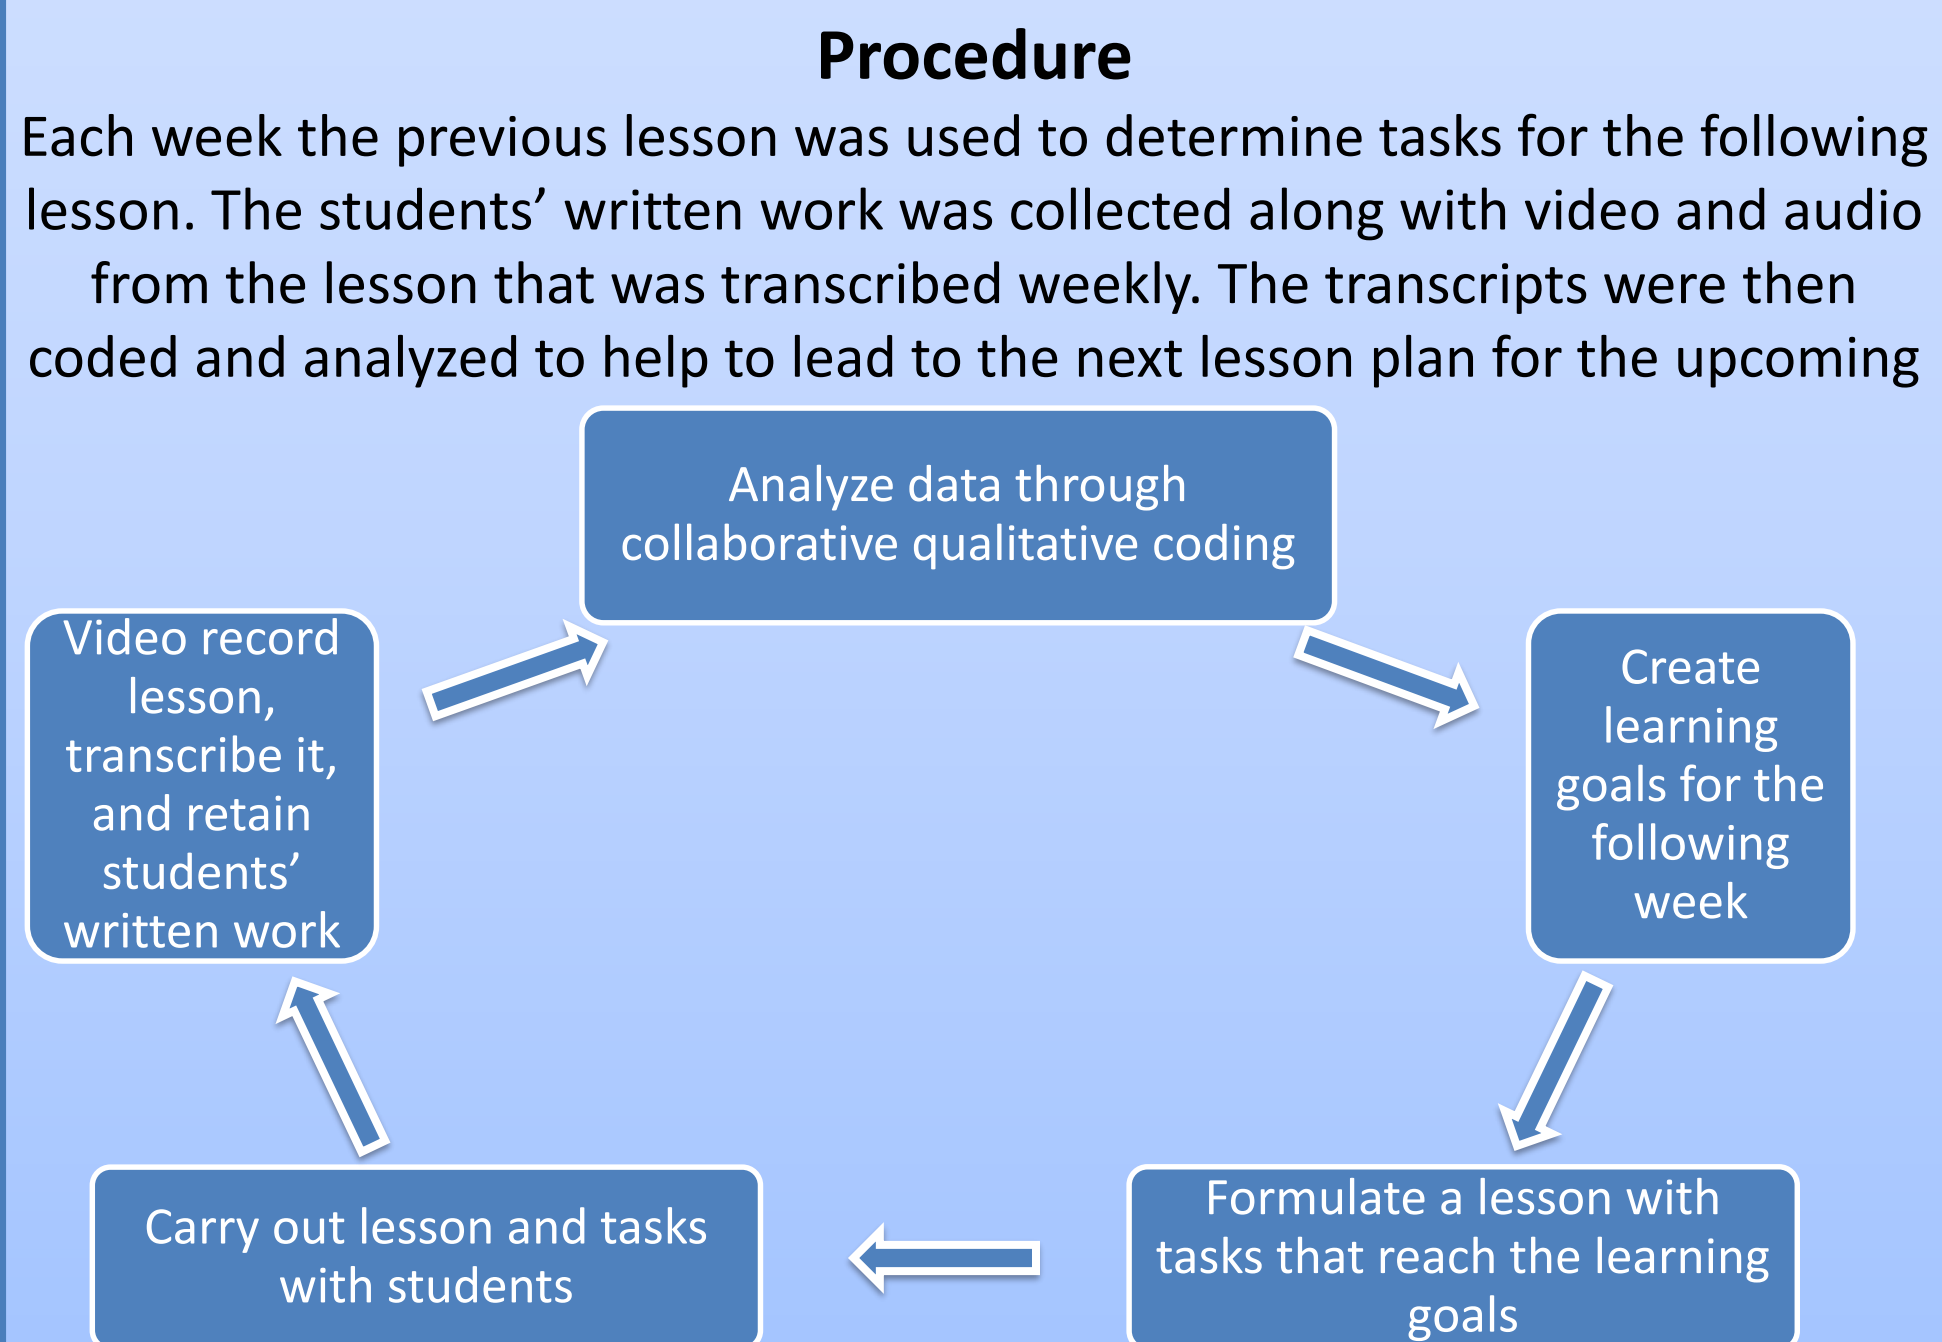 Procedure
Each week the previous lesson was used to determine tasks for the following
lesson. The students’ written work was collected along with video and audio
from the lesson that was transcribed weekly. The transcripts were then
coded and analyzed to help to lead to the next lesson plan for the upcoming
Analyze data through
collaborative qualitative coding
Create
learning
goals for the
following
week
Formulate a lesson with
tasks that reach the learning
goals
Carry out lesson and tasks
with students
Video record
lesson,
transcribe it,
and retain
students’
written work